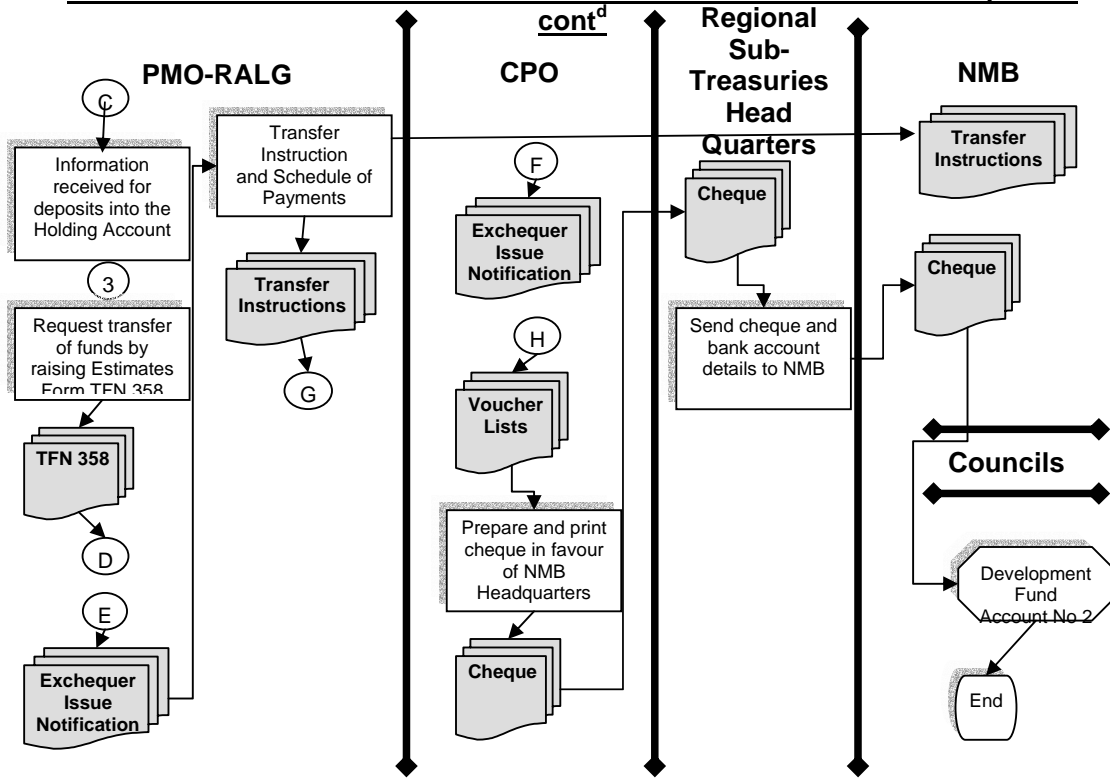 cont^d
PMO-RALG
C
Information
received for
deposits into the
Holding Account
3
Request transfer
of funds by
raising Estimates
Form TFN 358
TFN 358
D
E
Exchequer
Issue
Notification
Transfer
Instruction
and Schedule of
Payments
Transfer
Instructions
G
CPO
F
Exchequer
Issue
Notification
H
Voucher
Lists
Prepare and print
cheque in favour
of NMB
Headquarters
Cheque
Regional
Sub-
Treasuries
Head
Quarters
Cheque
Send cheque and
bank account
details to NMB
NMB
Transfer
Instructions
Cheque
Councils
Development
Fund
Account No 2
End